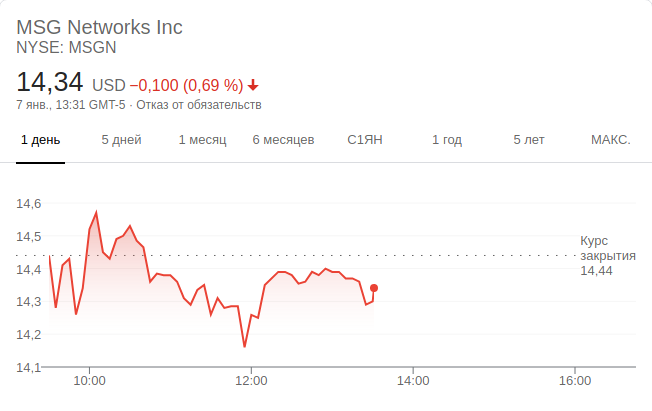 MSG Networks Inc
NYSE: MSGN
14,34 USD −0,100 (0,69 %)
7 янв., 13:31 GMT-5 · Отказ от обязательств
1 день 5 дней 1 месяц 6 месяцев С1ЯН 1 год 5 лет МАКС.
14,6
14,5
14,4
14,3
14,2
14,1
Курс
закрытия
14,44
10:00 12:00 14:00 16:00